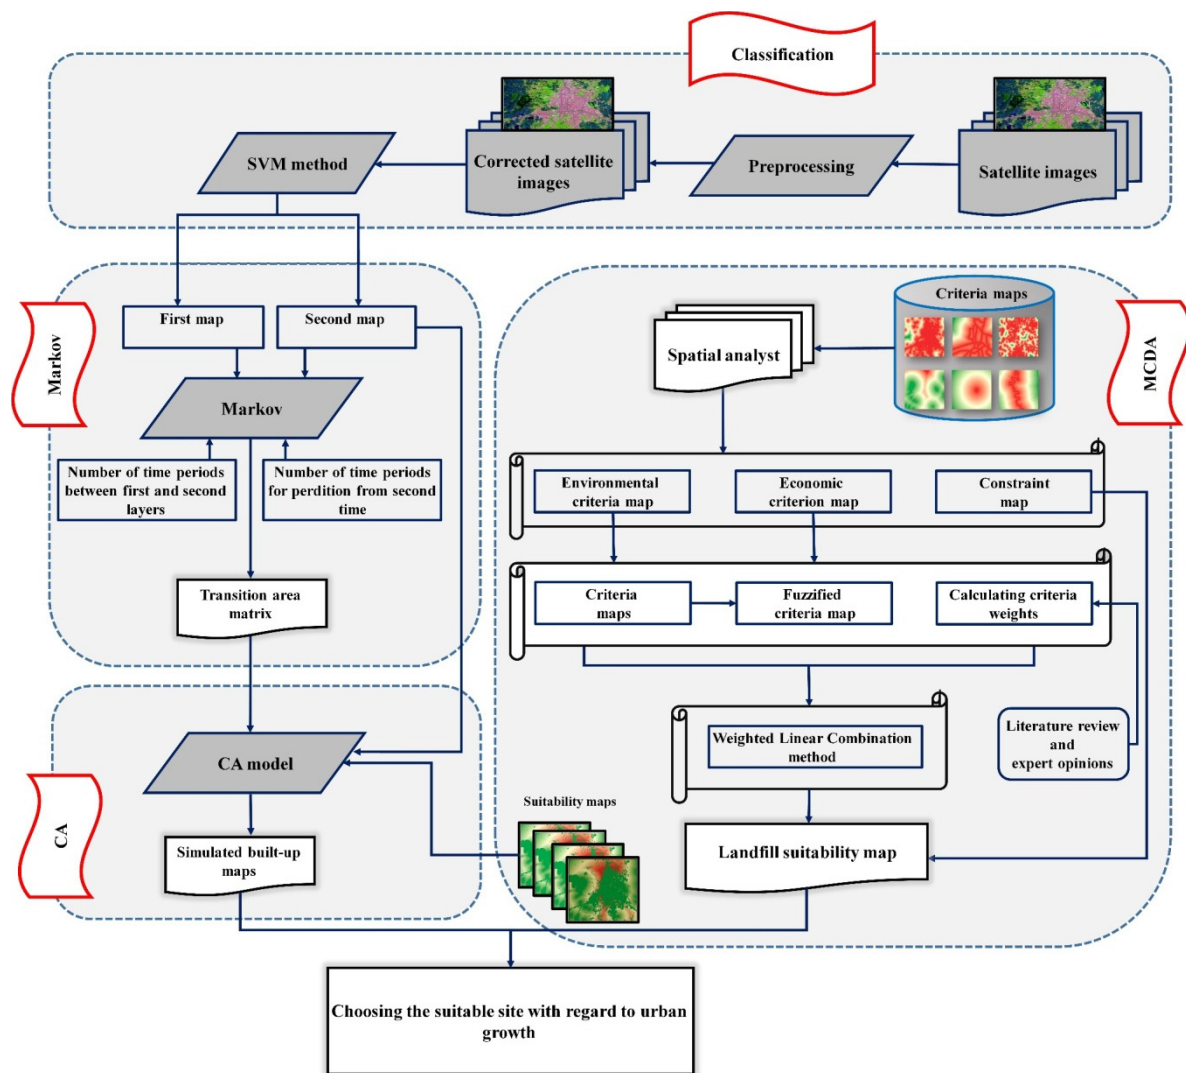 Classification
SVM method
Corrected satellite
images
Preprocessing
Satellite images
Markov
First map
Second map
Markov
Number of time periods
between first and second
layers
Number of time periods
for perdition from second
time
Transition area
matrix
CA
CA model
Simulated built-up
maps
Suitability maps
MCDA
Criteria maps
Spatial analyst
Environmental
criteria map
Economic
criterion map
Constraint
map
Criteria
maps
Fuzzified
criteria map
Calculating criteria
weights
Weighted Linear Combination
method
Literature review
and
expert opinions
Landfill suitability map
Choosing the suitable site with regard to urban
growth